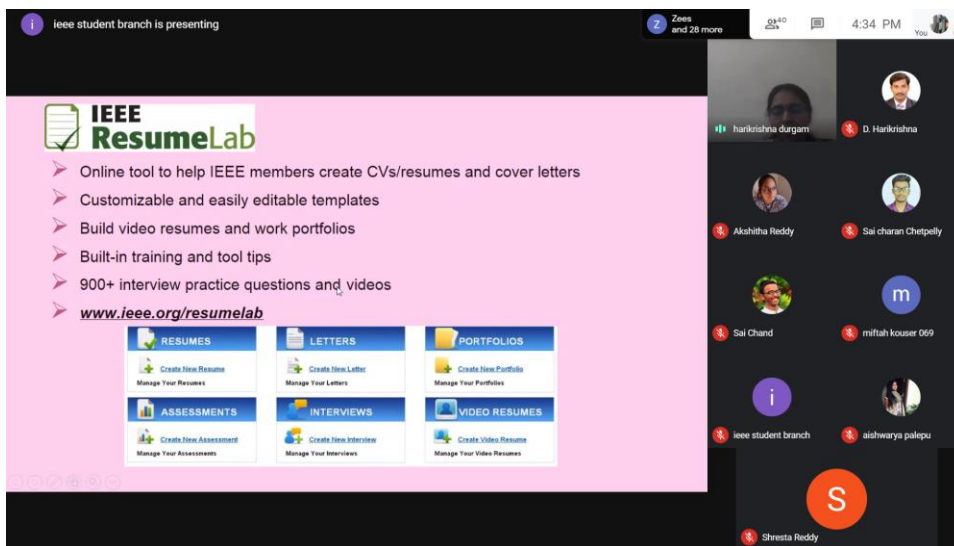 i
ieee student branch is presenting
Z
Zees
and 28 more
40
4:34 PM
You
IEEE
ResumeLab
Online tool to help IEEE members create CVs/resumes and cover letters
Customizable and easily editable templates
Build video resumes and work portfolios
Built-in training and tool tips
900+ interview practice questions and videos
www.ieee.org/resumelab
RESUMES
Create New Resume
Manage Your Resumes
LETTERS
Create New Letter
Manage Your Letters
PORTFOLIOS
Create New Portfolio
Manage Your Portfolios
ASSESSMENTS
Create New Assessment
Manage Your Assessments
INTERVIEWS
Create New Interview
Manage Your Interviews
VIDEO RESUMES
Create Video Resume
Manage Your Video Resumes
harikrishna durgam
D. Harikrishna
Akshitha Reddy
Sai charan Chetpelly
Sai Chand
m
miftah kouser 069
i
ieee student branch
aishwarya palepu
S
Shresta Reddy